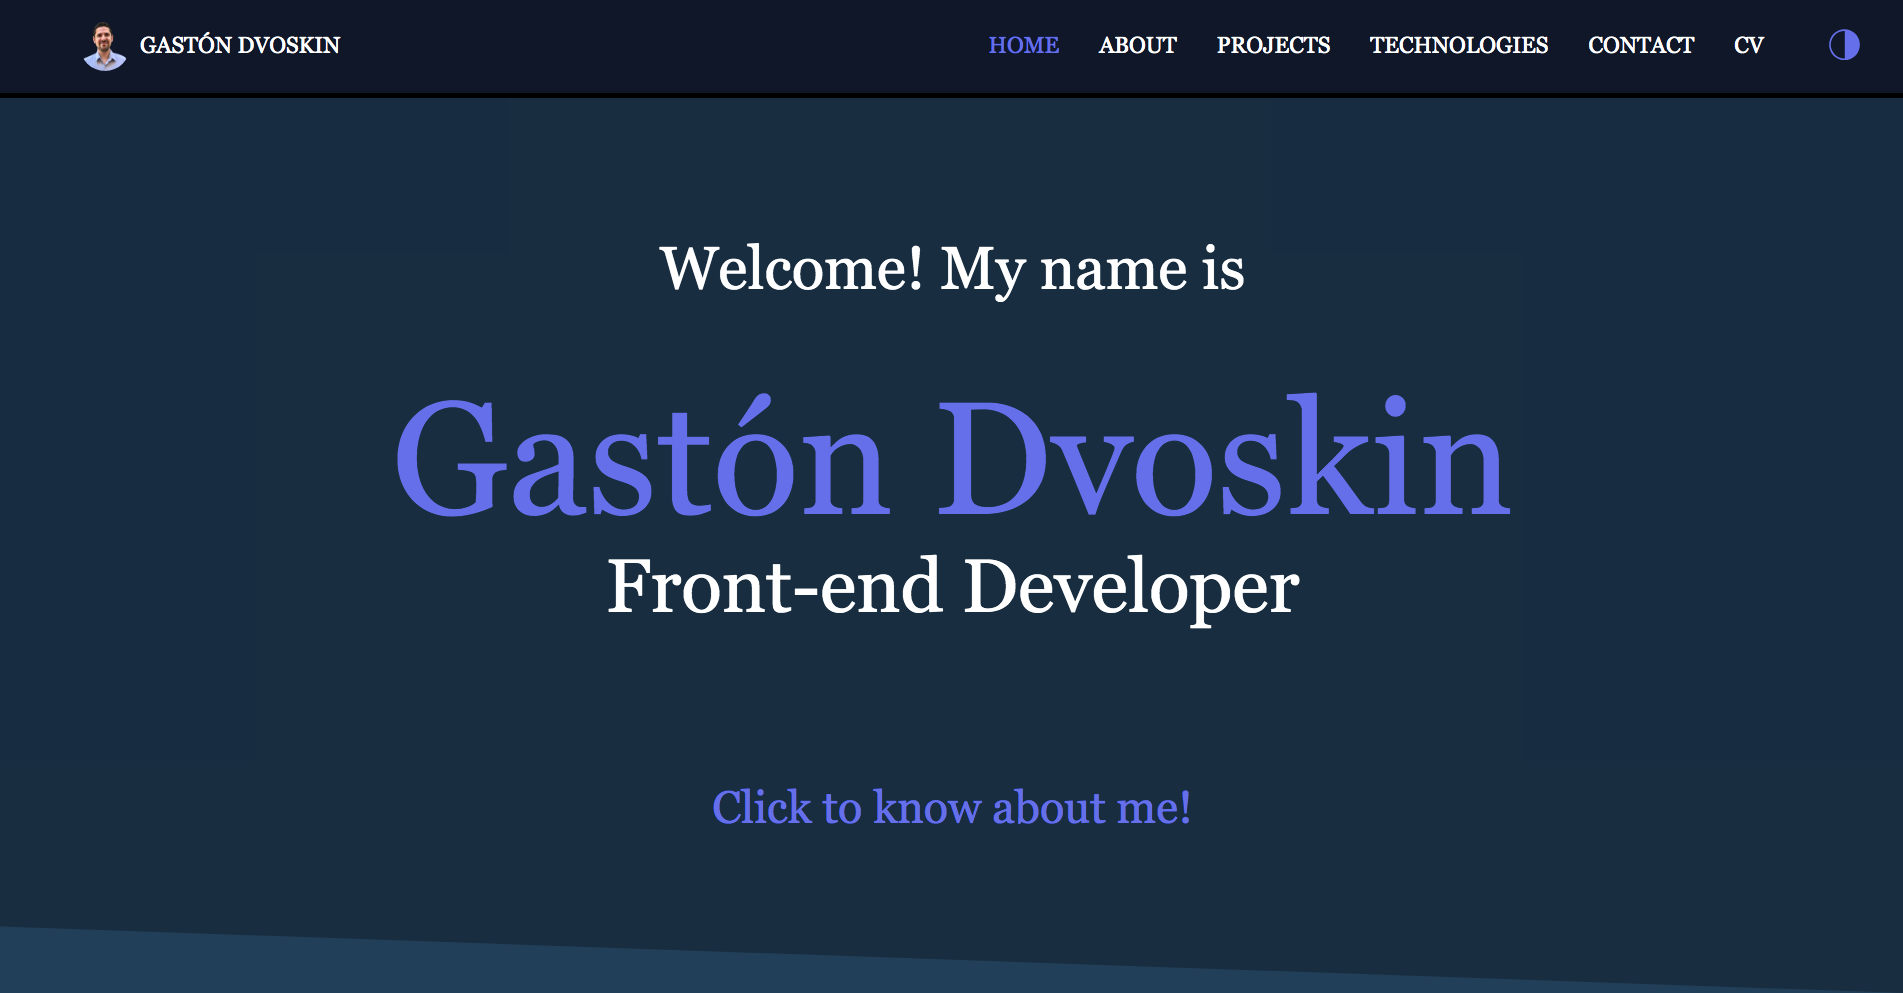 GASTÓN DVOSKIN HOME ABOUT PROJECTS TECHNOLOGIES CONTACT CV
Welcome! My name is
Gastón Dvoskin
Front-end Developer
Click to know about me!